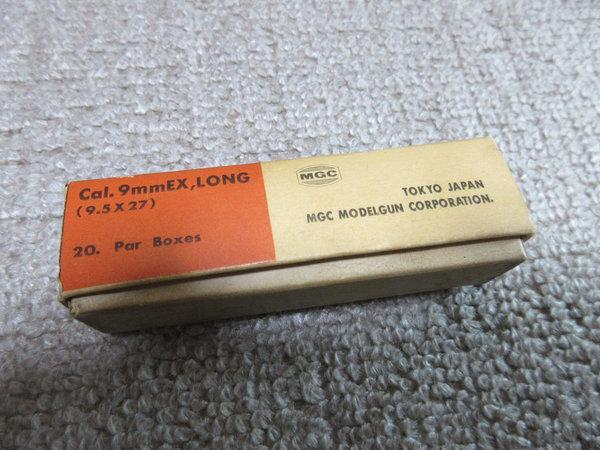 Cal. 9mmEX, LONG
(9.5X27)
20. Par Boxes
MGC
TOKYO JAPAN
MGC MODELGUN CORPORATION.